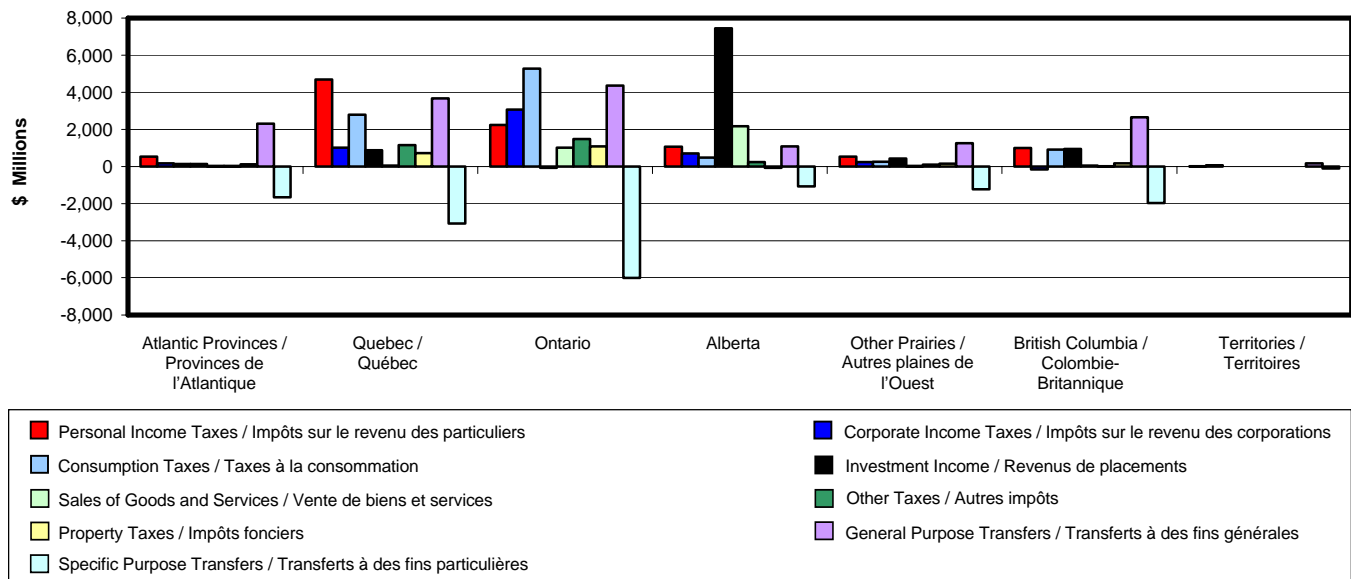 8,000
6,000
4,000
2,000
0
-2,000
-4,000
-6,000
-8,000
$ Millions
Atlantic Provinces /
Provinces de
l'Atlantique
Quebec /
Québec
Ontario
Alberta
Other Prairies /
Autres plaines de
l'Ouest
British Columbia /
Colombie-
Britannique
Territories /
Territoires
Personal Income Taxes / Impôts sur le revenu des particuliers
Corporate Income Taxes / Impôts sur le revenu des corporations
Consumption Taxes / Taxes à la consommation
Investment Income / Revenus de placements
Sales of Goods and Services / Vente de biens et services
Other Taxes / Autres impôts
Property Taxes / Impôts fonciers
General Purpose Transfers / Transferts à des fins générales
Specific Purpose Transfers / Transferts à des fins particulières